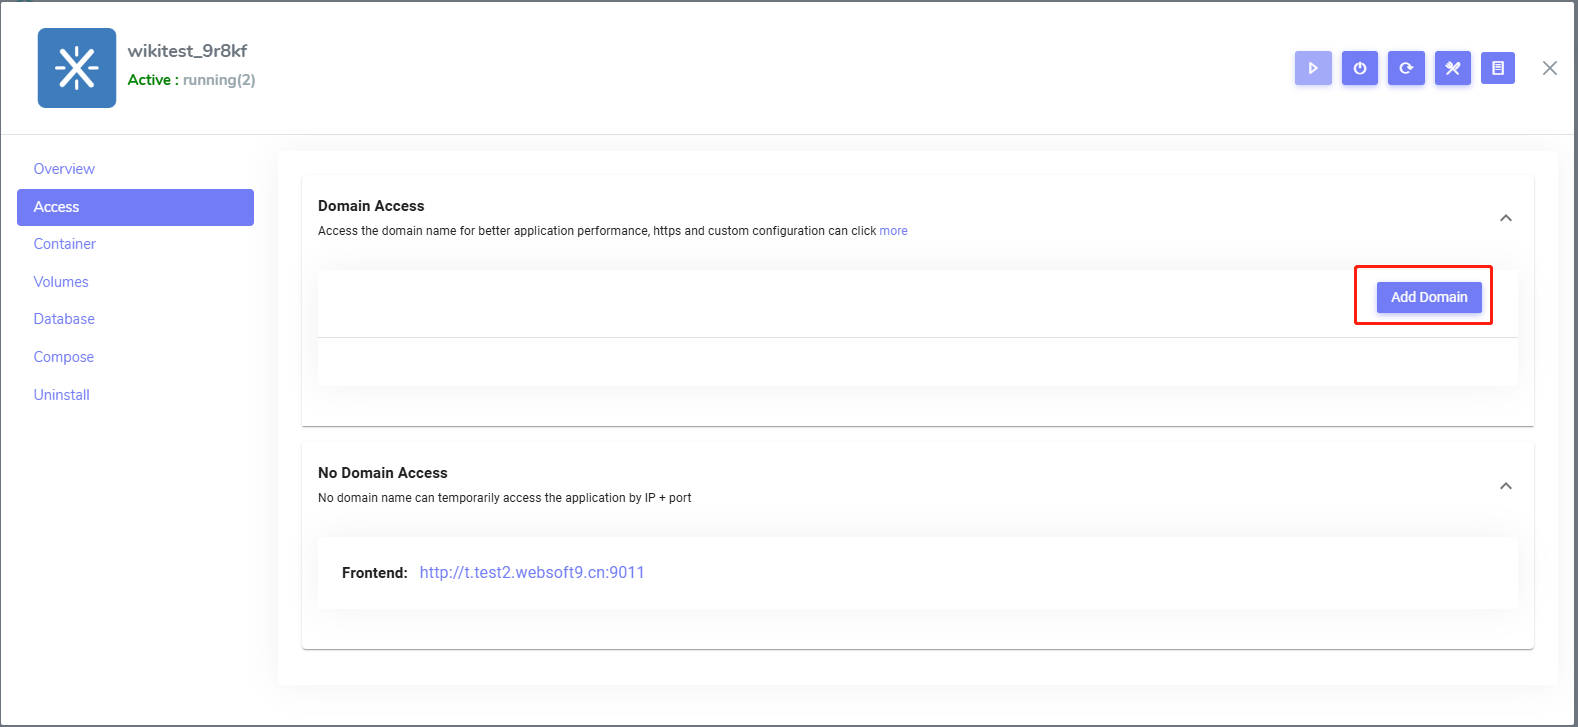 wikitest_9r8kf
Active : running(2)
Overview
Access
Container
Volumes
Database
Compose
Uninstall
Domain Access
Access the domain name for better application performance, https and custom configuration can click more
Add Domain
No Domain Access
No domain name can temporarily access the application by IP + port
Frontend: http://t.test2.websoft9.cn:9011